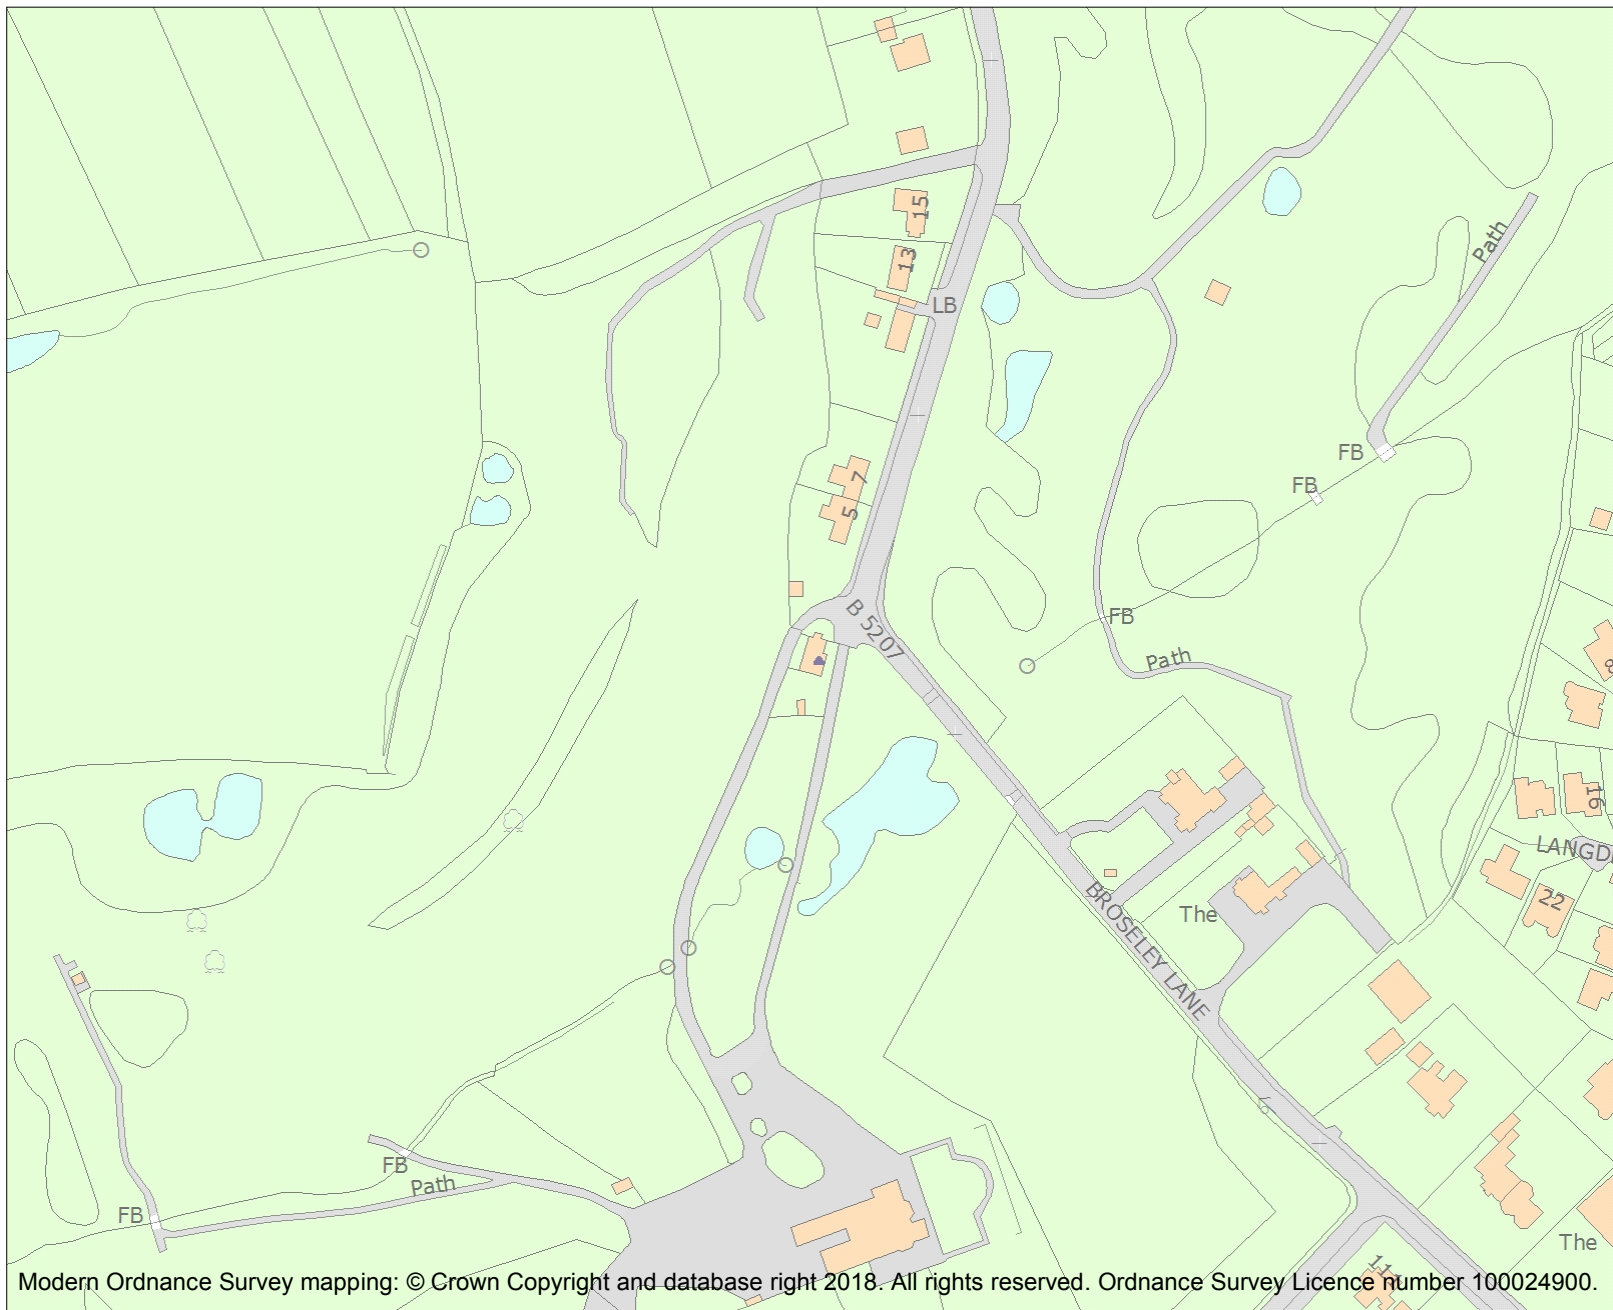 15
13
LB
Path
7
5
FB
FB
B 5207
FB
Path
8
16
LANGD
22
The
BROSELEY LANE
FB
Path
FB
The
Modern Ordnance Survey mapping: © Crown Copyright and database right 2018. All rights reserved. Ordnance Survey Licence number 100024900.